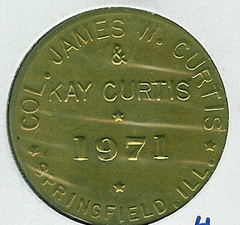 COL. JAMES W. CURTIS
&
KAY CURTIS
1971
SPRINGFIELD, ILL.